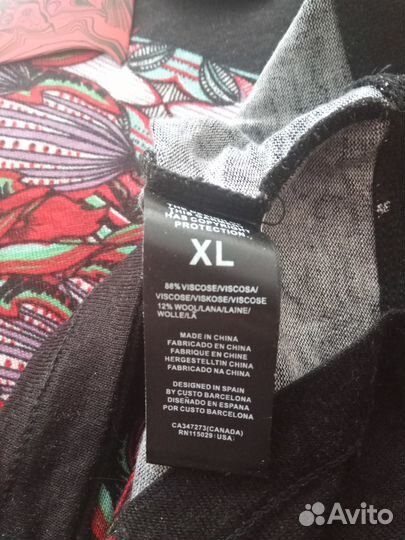 HAS COPYRIGHT
PROTECTION
XL
88% VISCOSE/VISCOSA/
VISCOSE/VISKOSE/VISCOSE
12% WOOL/LANA/LAINE/
WOLLE/LÃ
MADE IN CHINA
FABRICADO EN CHINA
FABRIQUE EN CHINE
HERGESTELLTIN CHINA
FABRICADO NA CHINA
DESIGNED IN SPAIN
BY CUSTO BARCELONA
DISEÑADO EN ESPAÑA
POR CUSTO BARCELONA
CA347273(CANADA)
RN115029(USA)
Avito